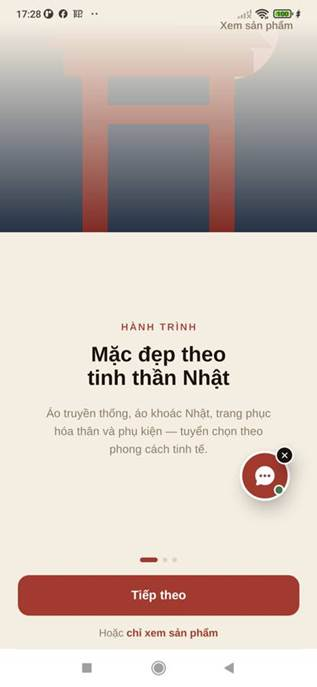 17:28
100
Xem sản phẩm
HÀNH TRÌNH
Mặc đẹp theo
tinh thần Nhật
Áo truyền thống, áo khoác Nhật, trang phục
hóa thân và phụ kiện — tuyển chọn theo
phong cách tinh tế.
Tiếp theo
Hoặc chỉ xem sản phẩm